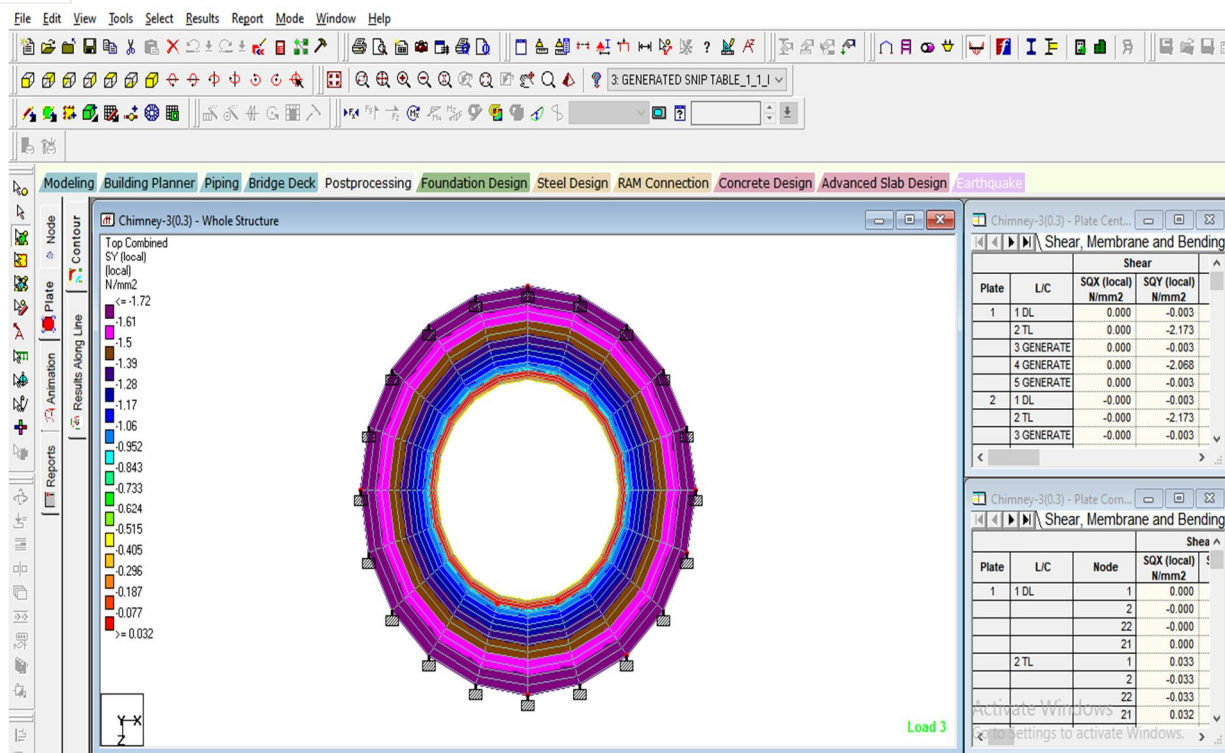 File Edit View Tools Select Results Report Mode Window Help
3: GENERATED SNIP TABLE_1_1_I
Modeling Building Planner Piping Bridge Deck Postprocessing Foundation Design Steel Design RAM Connection Concrete Design Advanced Slab Design Earthquake
Node
Plate
Animation
Reports
Contour
Results Along Line
Chimney-3(0.3) - Whole Structure
Top Combined
SY (local)
(local)
N/mm2
<= -1.72
-1.61
-1.5
-1.39
-1.28
-1.17
-1.06
-0.952
-0.843
-0.733
-0.624
-0.515
-0.405
-0.296
-0.187
-0.077
>= 0.032
Y X
Z
Load 3
Chimney-3(0.3) - Plate Cent...
Shear, Membrane and Bending
Shear
Plate L/C SQX (local) N/mm2 SQY (local) N/mm2
1 1 DL 0.000 -0.003
2 TL 0.000 -2.173
3 GENERATE 0.000 -0.003
4 GENERATE 0.000 -2.068
5 GENERATE 0.000 -0.003
2 1 DL -0.000 -0.003
2 TL -0.000 -2.173
3 GENERATE -0.000 -0.003
Chimney-3(0.3) - Plate Corn...
Shear, Membrane and Bending
Shea
Plate L/C Node SQX (local) N/mm2
1 1 DL 1 0.000
2 -0.000
22 -0.000
21 0.000
2 TL 1 0.033
2 -0.033
22 -0.033
21 0.032
Activate Windows
Go to Settings to activate Windows.